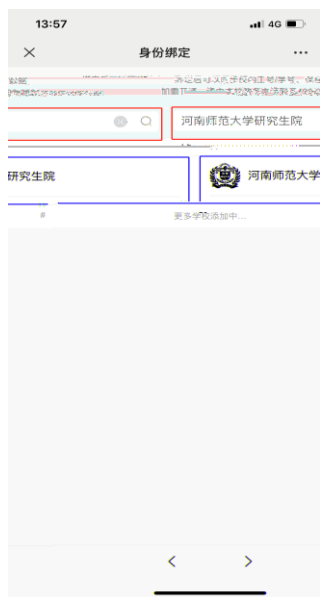 13:57
4G
身份绑定
河南师范大学研究生院
研究生院
河南师范大学
#
更多学校添加中...